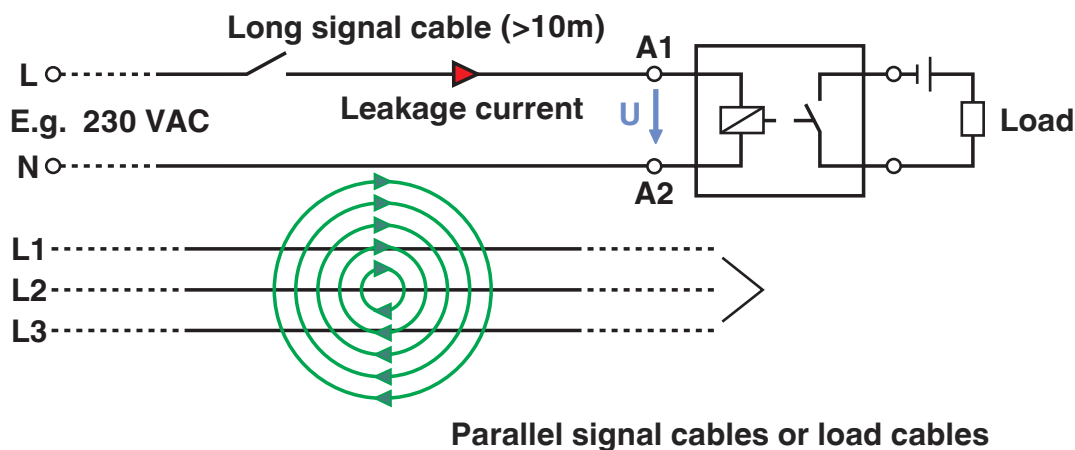 Long signal cable (>10m)
A1
L
Leakage current
U
Load
E.g. 230 VAC
N
A2
L1
L2
L3
Parallel signal cables or load cables